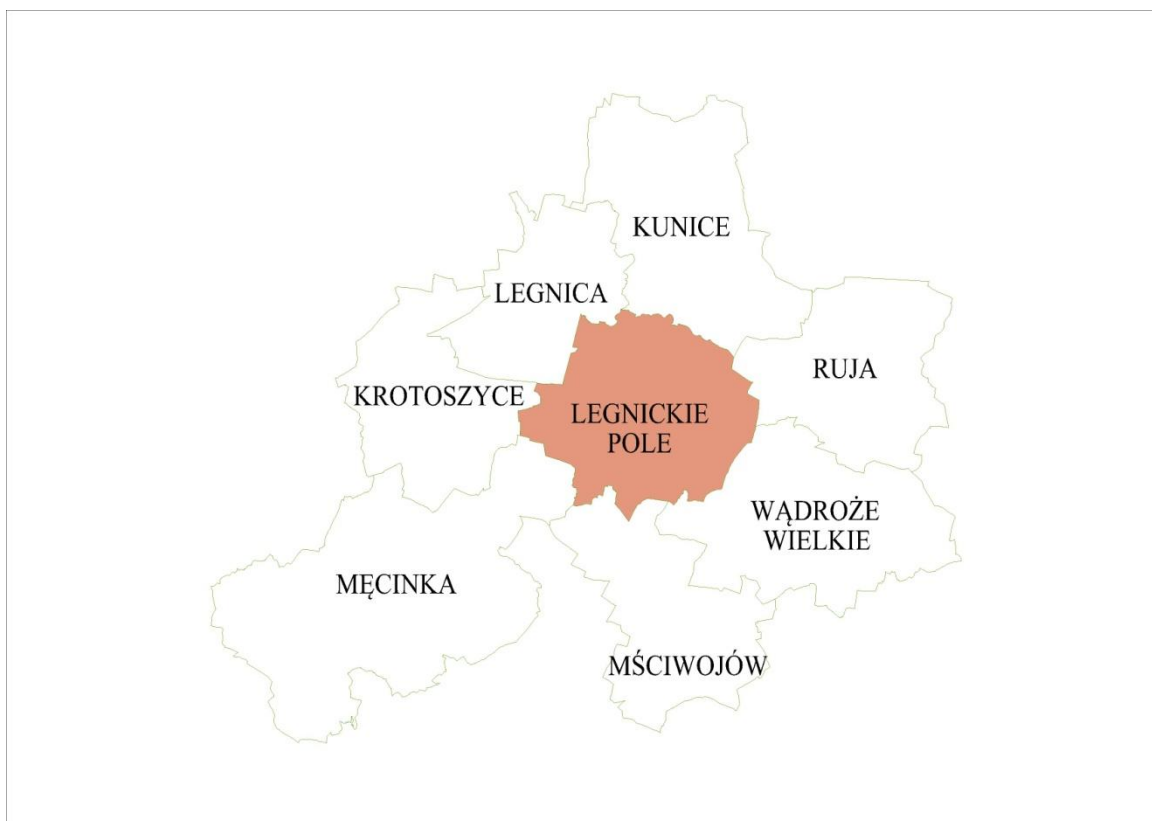 KUNICE
LEGNICA
RUJA
KROTOSZYCE
LEGNICKIE
POLE
WĄDROŻE
WIELKIE
MĘCINKA
MŚCIWOJÓW